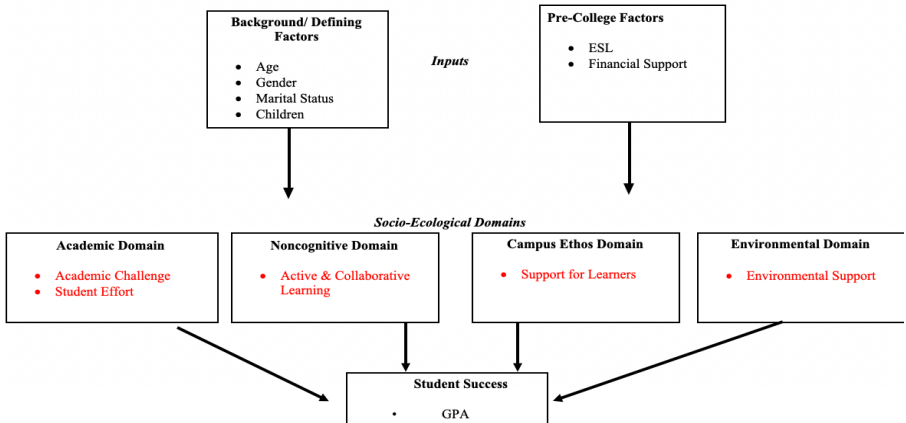 Background/ Defining
Factors
• Age
• Gender
• Marital Status
• Children
Inputs
Pre-College Factors
• ESL
• Financial Support
Socio-Ecological Domains
Academic Domain
• Academic Challenge
• Student Effort
Noncognitive Domain
• Active & Collaborative
Learning
Campus Ethos Domain
• Support for Learners
Environmental Domain
• Environmental Support
Student Success
• GPA